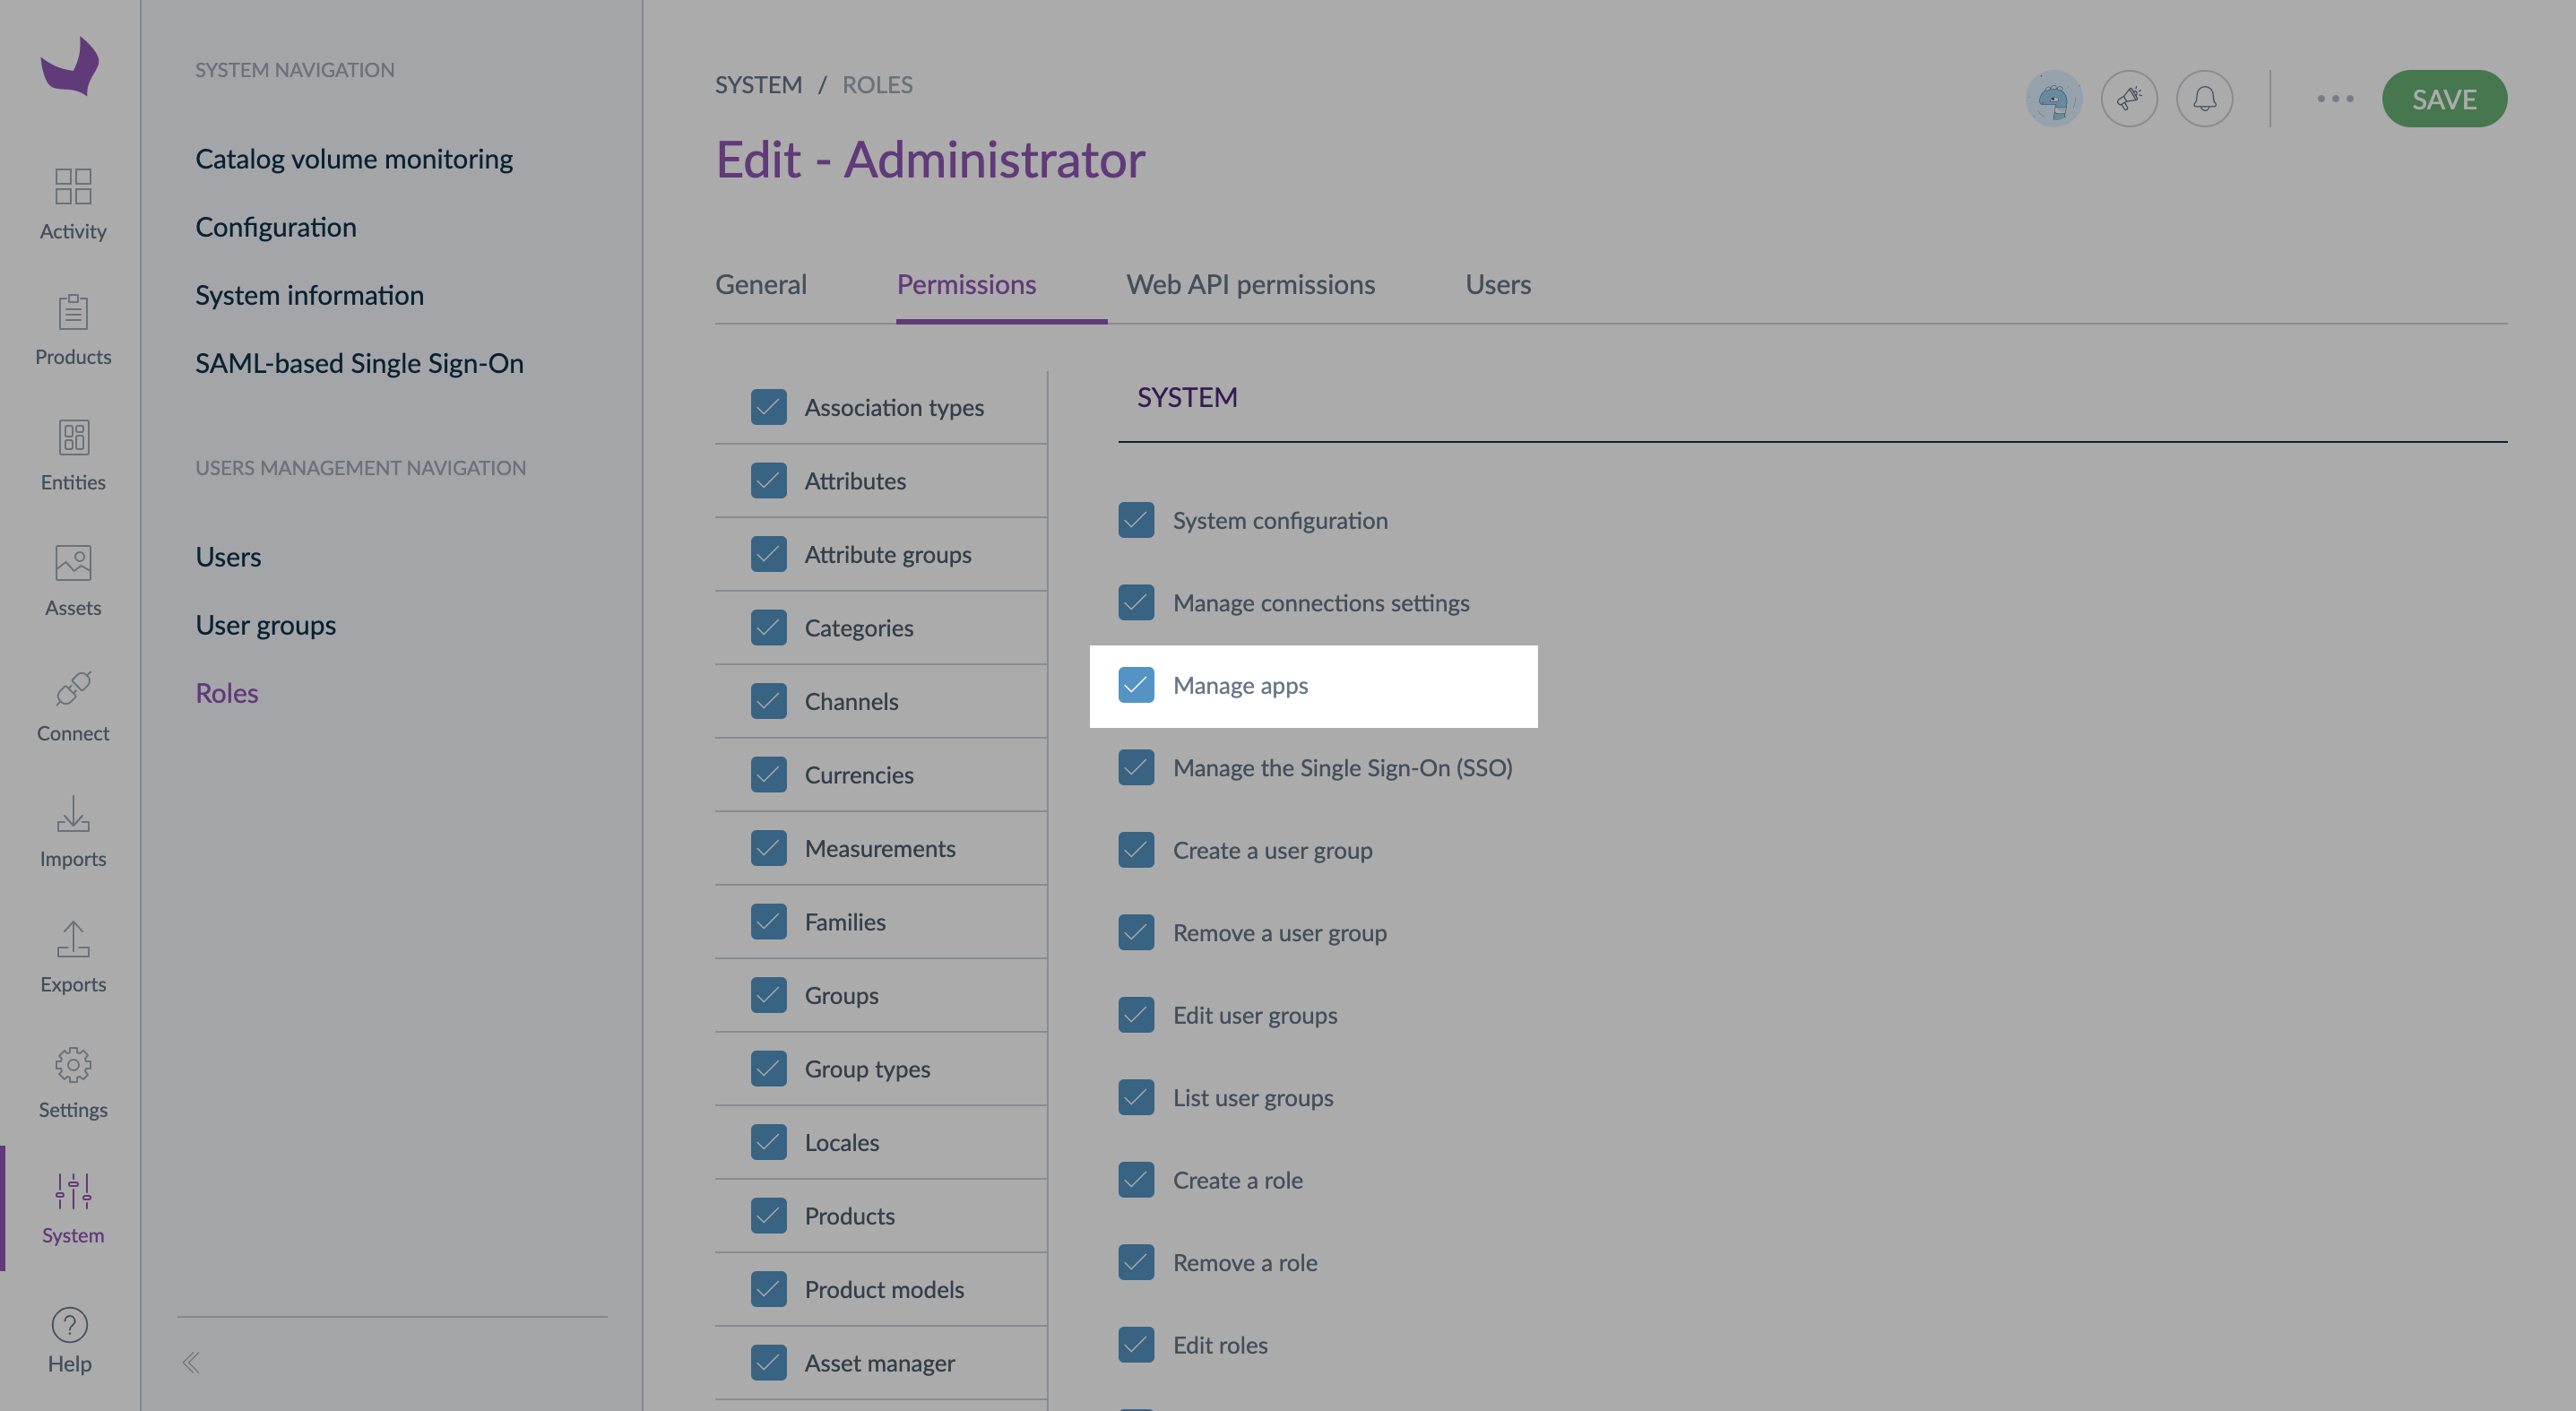 Activity
Products
Entities
Assets
Connect
Imports
Exports
Settings
System
Help
SYSTEM NAVIGATION
Catalog volume monitoring
Configuration
System information
SAML-based Single Sign-On
USERS MANAGEMENT NAVIGATION
Users
User groups
Roles
SYSTEM / ROLES
SAVE
Edit - Administrator
General Permissions Web API permissions Users
Association types
Attributes
Attribute groups
Categories
Channels
Currencies
Measurements
Families
Groups
Group types
Locales
Products
Product models
Asset manager
SYSTEM
System configuration
Manage connections settings
Manage apps
Manage the Single Sign-On (SSO)
Create a user group
Remove a user group
Edit user groups
List user groups
Create a role
Remove a role
Edit roles